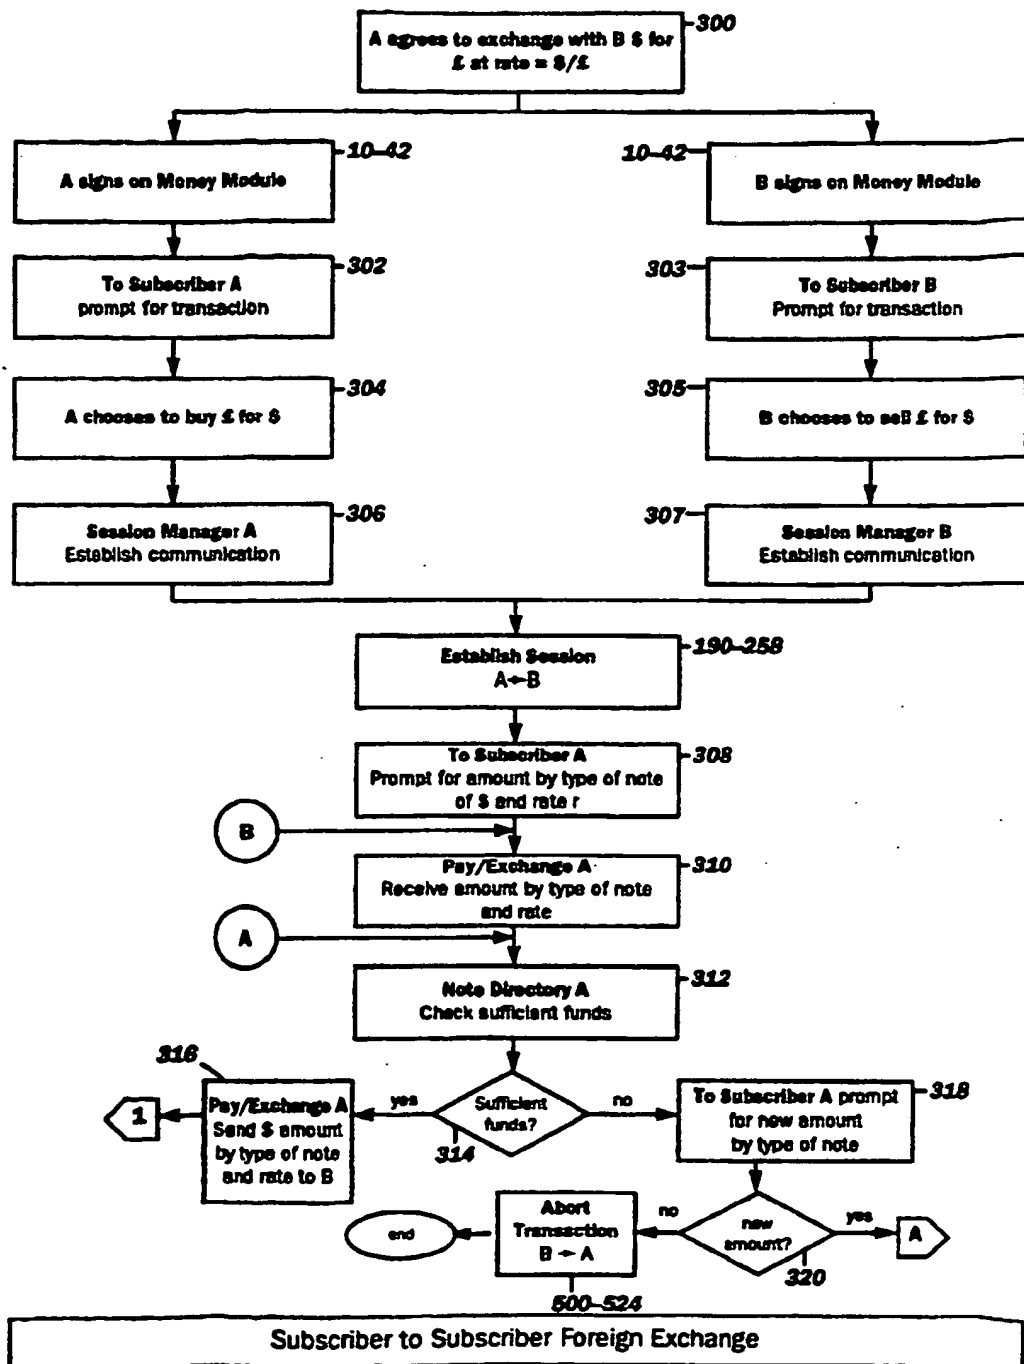 300
A agrees to exchange with B $ for
£ at rate = $/£
10-42
A signs on Money Module
10-42
B signs on Money Module
302
To Subscriber A
prompt for transaction
303
To Subscriber B
Prompt for transaction
304
A chooses to buy £ for $
305
B chooses to sell £ for $
306
Session Manager A
Establish communication
307
Session Manager B
Establish communication
190-258
Establish Session
A↔B
308
To Subscriber A
Prompt for amount by type of note
of $ and rate r
B
310
Pay/Exchange A
Receive amount by type of note
and rate
A
312
Note Directory A
Check sufficient funds
316
Pay/Exchange A
Send $ amount
by type of note
and rate to B
1
yes
Sufficient
funds?
314
no
318
To Subscriber A prompt
for new amount
by type of note
end
Abort
Transaction
B ↔ A
500-524
no
new
amount?
320
yes
A
Subscriber to Subscriber Foreign Exchange